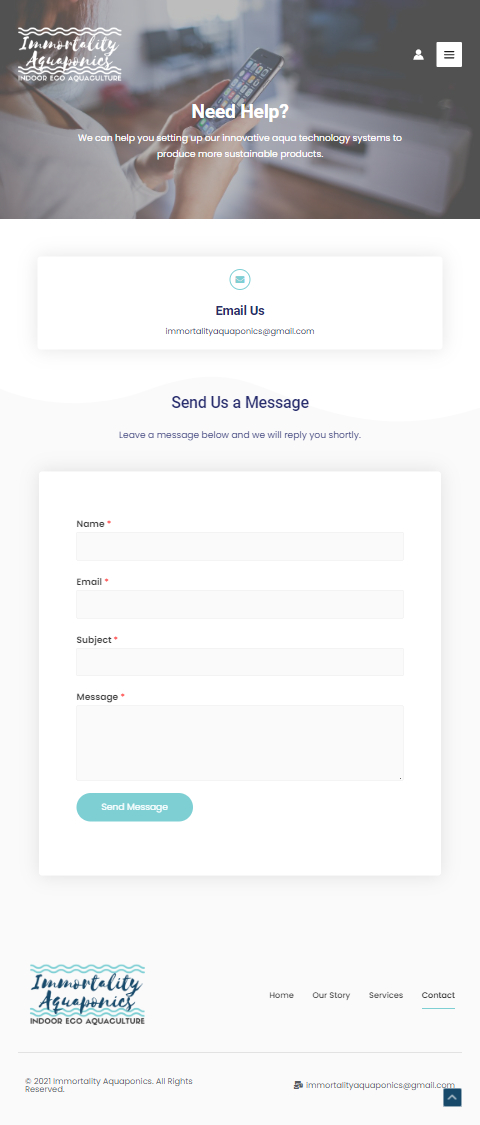 Immortality
Aquaponics
INDOOR ECO AQUACULTURE
Need Help?
We can help you setting up our innovative aqua technology systems to
produce more sustainable products.
Email Us
immortalityaquaponics@gmail.com
Send Us a Message
Leave a message below and we will reply you shortly.
Name *
Email *
Subject *
Message *
Send Message
Immortality
Aquaponics
INDOOR ECO AQUACULTURE
Home Our Story Services Contact
© 2021 Immortality Aquaponics. All Rights
Reserved.
immortalityaquaponics@gmail.com